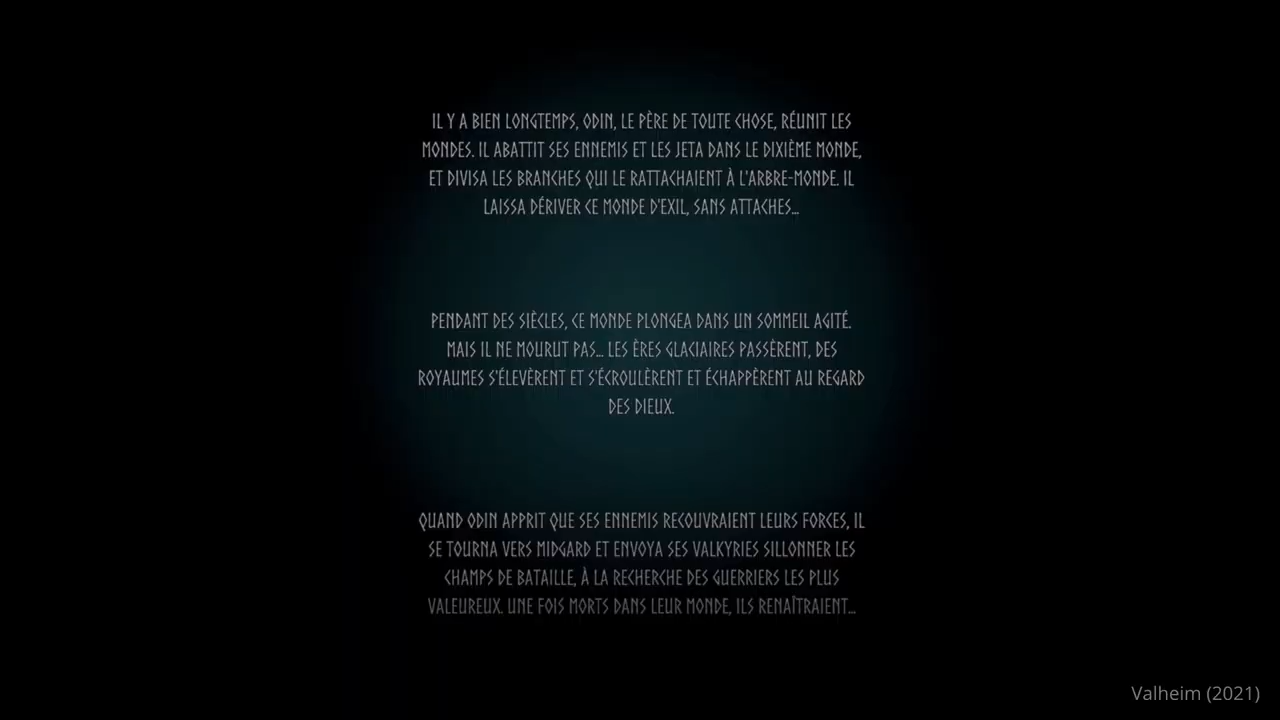 IL Y A BIEN LONGTEMPS, ODIN, LE PÈRE DE TOUTE CHOSE, RÉUNIT LES
MONDES. IL ABATTIT SES ENNEMIS ET LES JETA DANS LE DIXIÈME MONDE,
ET DIVISA LES BRANCHES QUI LE RATTACHAIENT À L'ARBRE-MONDE. IL
LAISSA DÉRIVER CE MONDE D'EXIL, SANS ATTACHES...
PENDANT DES SIÈCLES, CE MONDE PLONGEA DANS UN SOMMEIL AGITÉ.
MAIS IL NE MOURUT PAS... LES ÈRES GLACIAIRES PASSÈRENT, DES
ROYAUMES S'ÉLEVÈRENT ET S'ÉCROULÈRENT ET ÉCHAPPÈRENT AU REGARD
DES DIEUX.
QUAND ODIN APPRIT QUE SES ENNEMIS RECOUVRAIENT LEURS FORCES, IL
SE TOURNA VERS MIDGARD ET ENVOYA SES VALKYRIES SILLONNER LES
CHAMPS DE BATAILLE, À LA RECHERCHE DES GUERRIERS LES PLUS
VALEUREUX. UNE FOIS MORTS DANS LEUR MONDE, ILS RENAÎTRAIENT...
Valheim (2021)